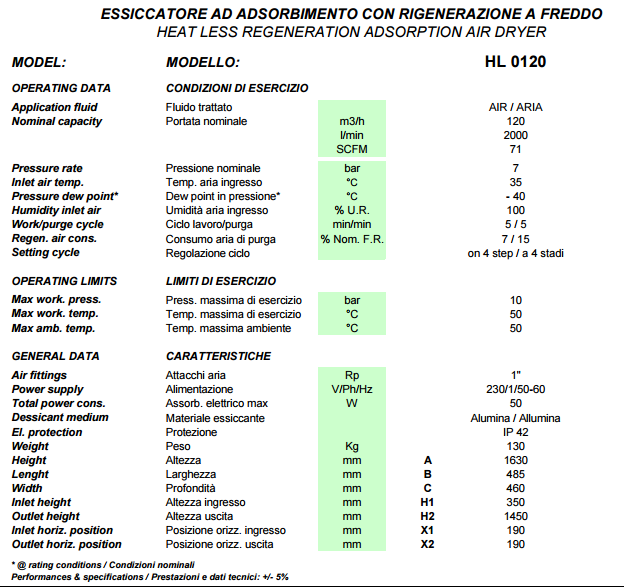 ESSICCATORE AD ADSORBIMENTO CON RIGENERAZIONE A FREDDO
HEAT LESS REGENERATION ADSORPTION AIR DRYER
MODEL: MODELLO: HL 0120
OPERATING DATA CONDIZIONI DI ESERCIZIO
Application fluid Fluido trattato AIR / ARIA
Nominal capacity Portata nominale m3/h 120
l/min 2000
SCFM 71
Pressure rate Pressione nominale bar 7
Inlet air temp. Temp. aria ingresso °C 35
Pressure dew point* Dew point in pressione* °C - 40
Humidity inlet air Umidità aria ingresso % U.R. 100
Work/purge cycle Ciclo lavoro/purga min/min 5 / 5
Regen. air cons. Consumo aria di purga % Nom. F.R. 7 / 15
Setting cycle Regolazione ciclo on 4 step / a 4 stadi
OPERATING LIMITS LIMITI DI ESERCIZIO
Max work. press. Press. massima di esercizio bar 10
Max work. temp. Temp. massima di esercizio °C 50
Max amb. temp. Temp. massima ambiente °C 50
GENERAL DATA CARATTERISTICHE
Air fittings Attacchi aria Rp 1"
Power supply Alimentazione V/Ph/Hz 230/1/50-60
Total power cons. Assorb. elettrico max W 50
Dessicant medium Materiale essiccante Alumina / Allumina
El. protection Protezione IP 42
Weight Peso Kg 130
Height Altezza mm A 1630
Lenght Larghezza mm B 485
Width Profondità mm C 460
Inlet height Altezza ingresso mm H1 350
Outlet height Altezza uscita mm H2 1450
Inlet horiz. position Posizione orizz. ingresso mm X1 190
Outlet horiz. position Posizione orizz. uscita mm X2 190
* @ rating conditions / Condizioni nominali
Performances & specifications / Prestazioni e dati tecnici: +/- 5%